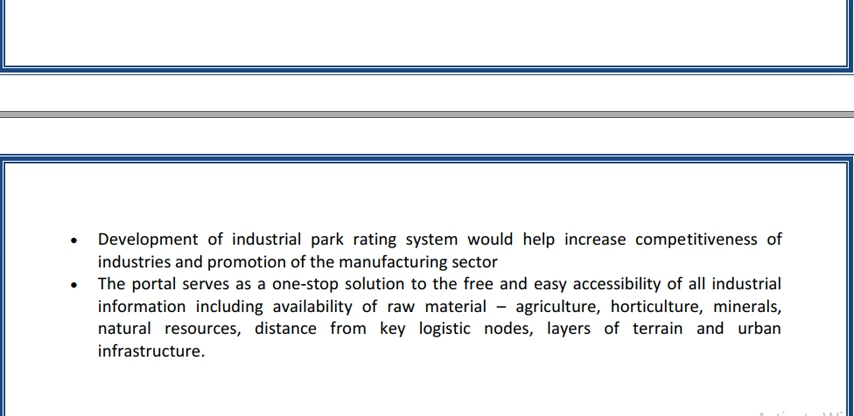 • Development of industrial park rating system would help increase competitiveness of
industries and promotion of the manufacturing sector
• The portal serves as a one-stop solution to the free and easy accessibility of all industrial
information including availability of raw material – agriculture, horticulture, minerals,
natural resources, distance from key logistic nodes, layers of terrain and urban
infrastructure.